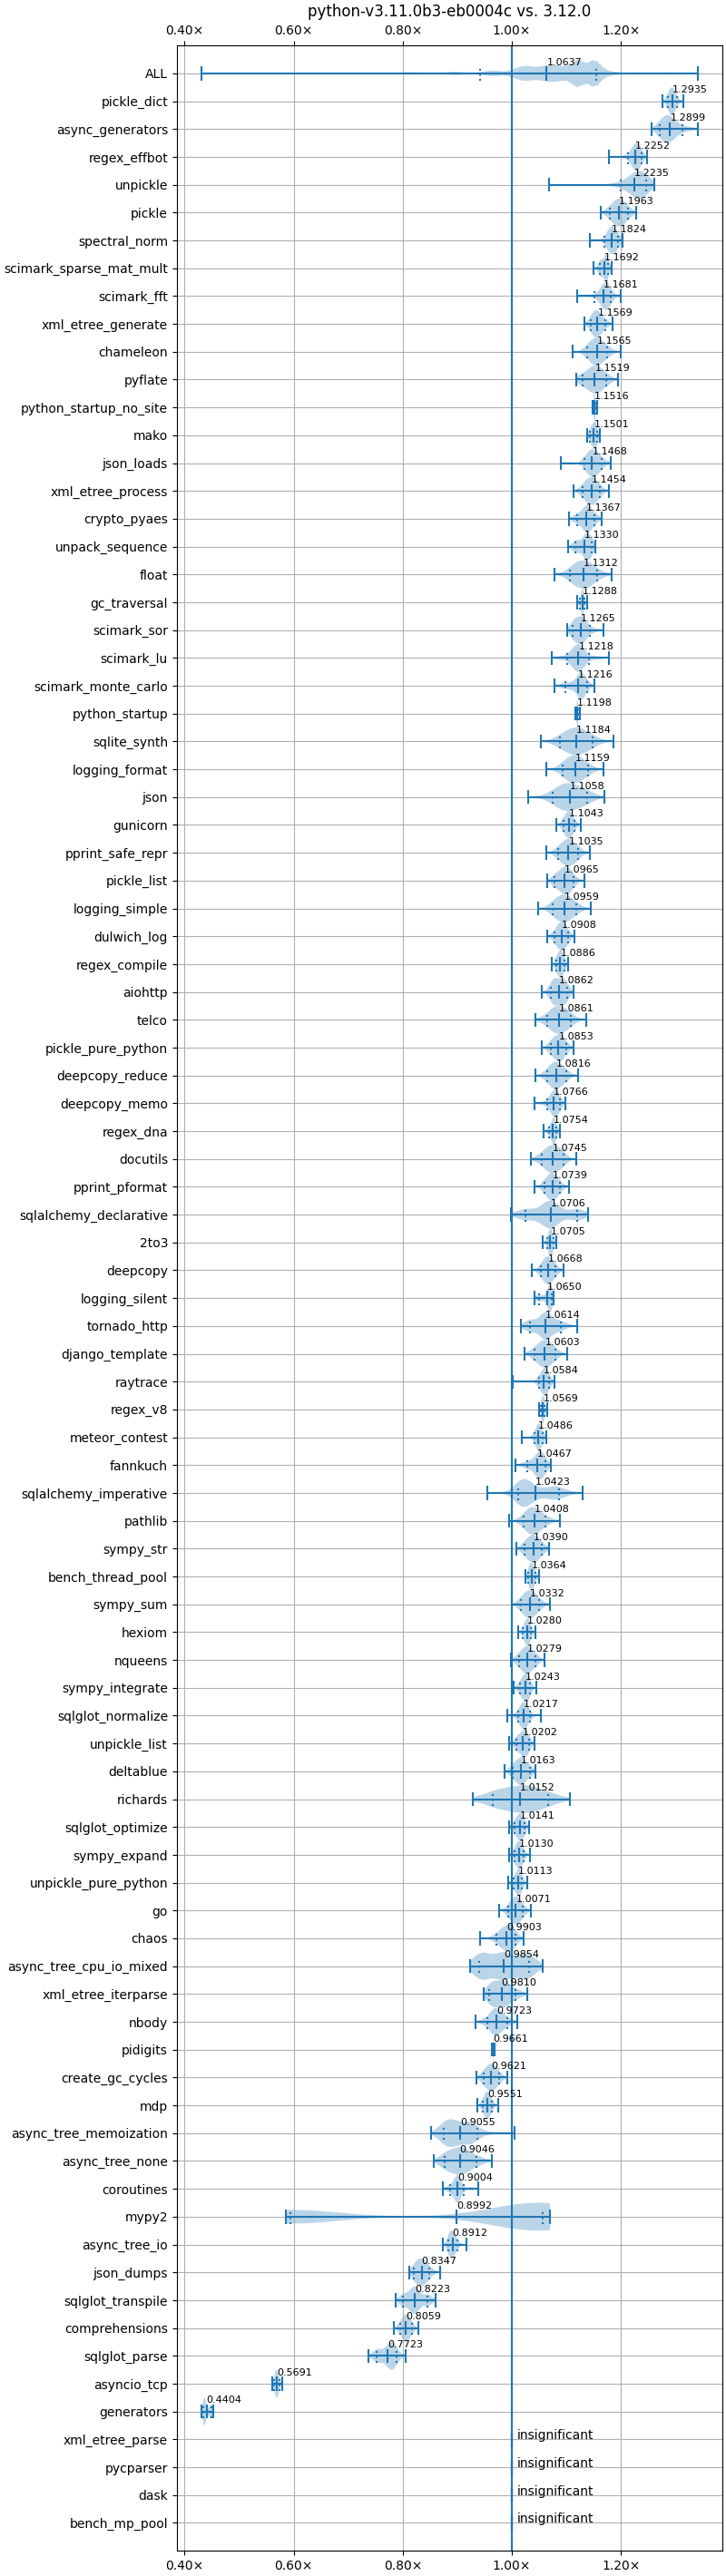 python-v3.11.0b3-eb0004c vs. 3.12.0
0.40× 0.60× 0.80× 1.00× 1.20×
ALL 1.0637
pickle_dict 1.2935
async_generators 1.2899
regex_effbot 1.2252
unpickle 1.2235
pickle 1.1963
spectral_norm 1.1824
scimark_sparse_mat_mult 1.1692
scimark_fft 1.1681
xml_etree_generate 1.1569
chameleon 1.1565
pyflate 1.1519
python_startup_no_site 1.1516
mako 1.1501
json_loads 1.1468
xml_etree_process 1.1454
crypto_pyaes 1.1367
unpack_sequence 1.1330
float 1.1312
gc_traversal 1.1288
scimark_sor 1.1265
scimark_lu 1.1218
scimark_monte_carlo 1.1216
python_startup 1.1198
sqlite_synth 1.1184
logging_format 1.1159
json 1.1058
gunicorn 1.1043
pprint_safe_repr 1.1035
pickle_list 1.0965
logging_simple 1.0959
dulwich_log 1.0908
regex_compile 1.0886
aiohttp 1.0862
telco 1.0861
pickle_pure_python 1.0853
deepcopy_reduce 1.0816
deepcopy_memo 1.0766
regex_dna 1.0754
docutils 1.0745
pprint_pformat 1.0739
sqlalchemy_declarative 1.0706
2to3 1.0705
deepcopy 1.0668
logging_silent 1.0650
tornado_http 1.0614
django_template 1.0603
raytrace 1.0584
regex_v8 1.0569
meteor_contest 1.0486
fannkuch 1.0467
sqlalchemy_imperative 1.0423
pathlib 1.0408
sympy_str 1.0390
bench_thread_pool 1.0364
sympy_sum 1.0332
hexiom 1.0280
nqueens 1.0279
sympy_integrate 1.0243
sqlglot_normalize 1.0217
unpickle_list 1.0202
deltablue 1.0163
richards 1.0152
sqlglot_optimize 1.0141
sympy_expand 1.0130
unpickle_pure_python 1.0113
go 1.0071
chaos 0.9903
async_tree_cpu_io_mixed 0.9854
xml_etree_iterparse 0.9810
nbody 0.9723
pidigits 0.9661
create_gc_cycles 0.9621
mdp 0.9551
async_tree_memoization 0.9055
async_tree_none 0.9046
coroutines 0.9004
mypy2 0.8992
async_tree_io 0.8912
json_dumps 0.8347
sqlglot_transpile 0.8223
comprehensions 0.8059
sqlglot_parse 0.7723
asyncio_tcp 0.5691
generators 0.4404
xml_etree_parse insignificant
pycparser insignificant
dask insignificant
bench_mp_pool insignificant
0.40× 0.60× 0.80× 1.00× 1.20×